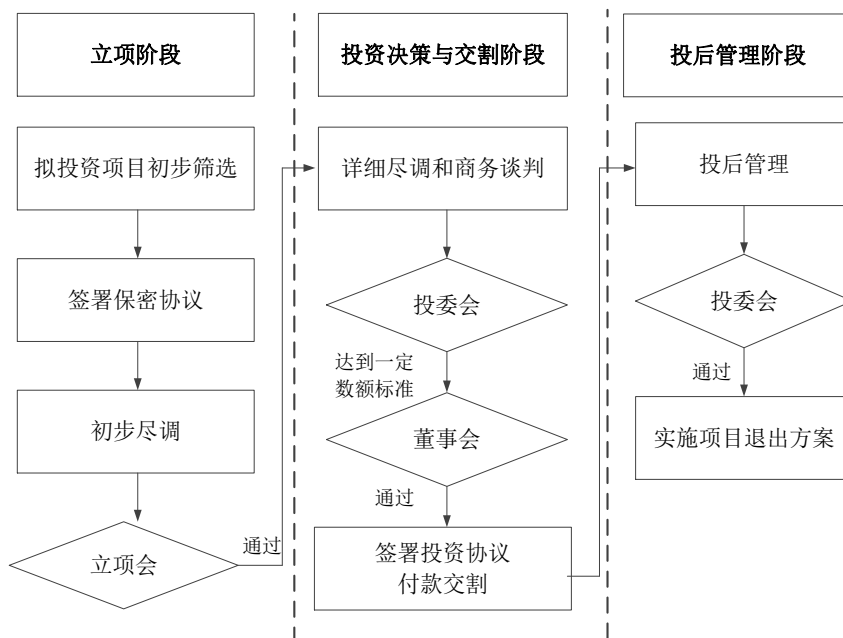 立项阶段
拟投资项目初步筛选
签署保密协议
初步尽调
立项会
通过
投资决策与交割阶段
详细尽调和商务谈判
投委会
达到一定
数额标准
董事会
通过
签署投资协议
付款交割
投后管理阶段
投后管理
投委会
通过
实施项目退出方案